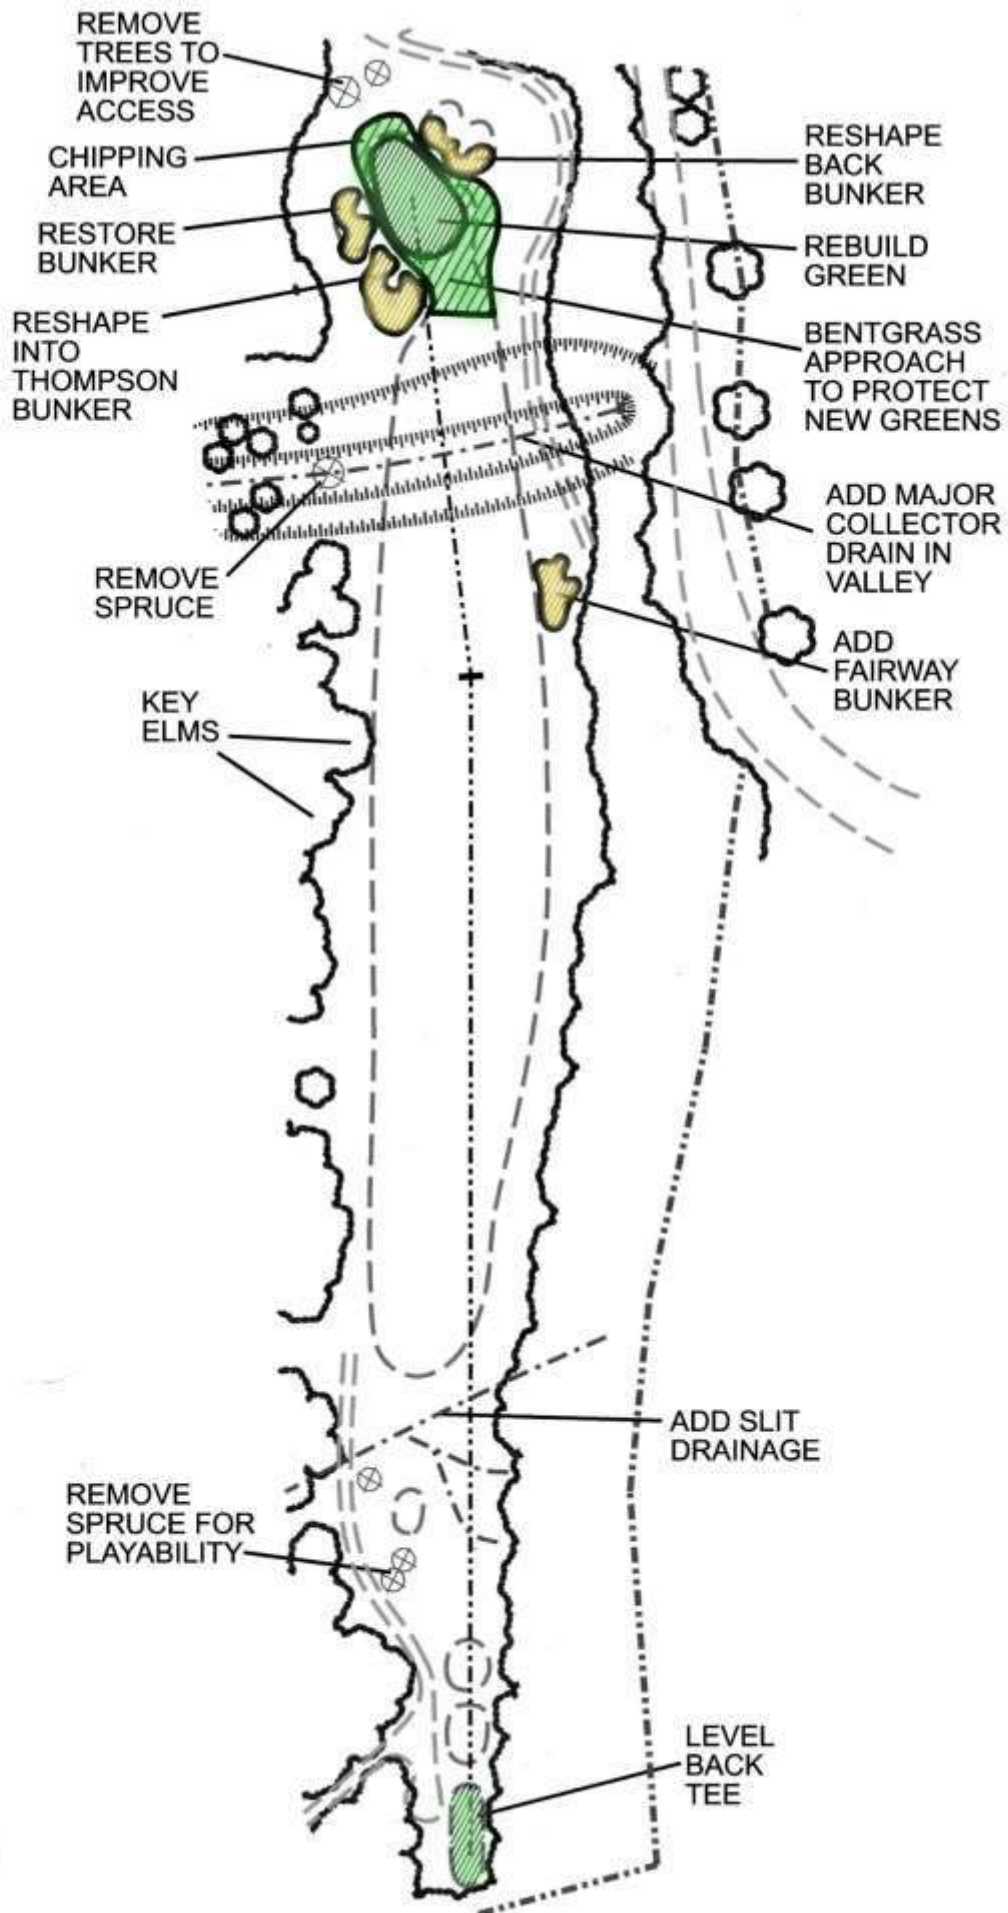 REMOVE
TREES TO
IMPROVE
ACCESS
CHIPPING
AREA
RESTORE
BUNKER
RESHAPE
INTO
THOMPSON
BUNKER
RESHAPE
BACK
BUNKER
REBUILD
GREEN
BENTGRASS
APPROACH
TO PROTECT
NEW GREENS
ADD MAJOR
COLLECTOR
DRAIN IN
VALLEY
REMOVE
SPRUCE
ADD
FAIRWAY
BUNKER
KEY
ELMS
ADD SLIT
DRAINAGE
REMOVE
SPRUCE FOR
PLAYABILITY
LEVEL
BACK
TEE